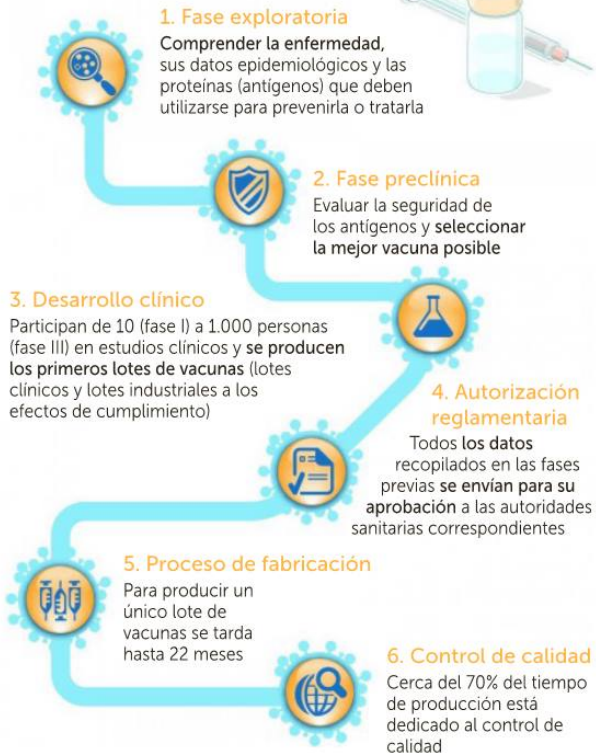 1. Fase exploratoria
Comprender la enfermedad,
sus datos epidemiológicos y las
proteínas (antígenos) que deben
utilizarse para prevenirla o tratarla
2. Fase preclínica
Evaluar la seguridad de
los antígenos y seleccionar
la mejor vacuna posible
3. Desarrollo clínico
Participan de 10 (fase I) a 1.000 personas
(fase III) en estudios clínicos y se producen
los primeros lotes de vacunas (lotes
clínicos y lotes industriales a los
efectos de cumplimiento)
4. Autorización
reglamentaria
Todos los datos
recopilados en las fases
previas se envían para su
aprobación a las autoridades
sanitarias correspondientes
5. Proceso de fabricación
Para producir un
único lote de
vacunas se tarda
hasta 22 meses
6. Control de calidad
Cerca del 70% del tiempo
de producción está
dedicado al control de
calidad